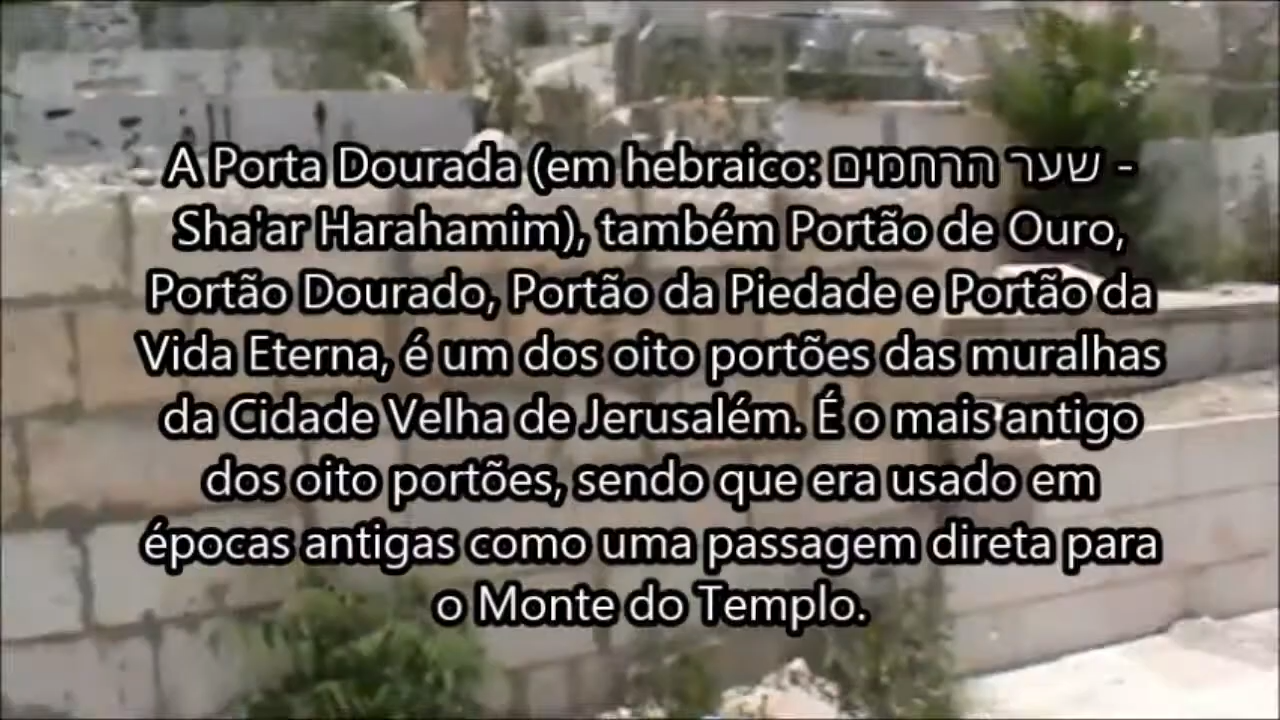 A Porta Dourada (em hebraico: שער הרחמים -
Sha'ar Harahamim), também Portão de Ouro,
Portão Dourado, Portão da Piedade e Portão da
Vida Eterna, é um dos oito portões das muralhas
da Cidade Velha de Jerusalém. É o mais antigo
dos oito portões, sendo que era usado em
épocas antigas como uma passagem direta para
o Monte do Templo.